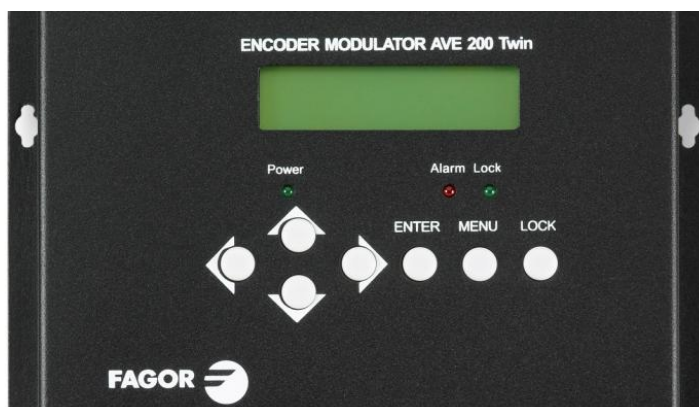 ENCODER MODULATOR AVE 200 Twin
Power
Alarm Lock
ENTER MENU LOCK
FAGOR